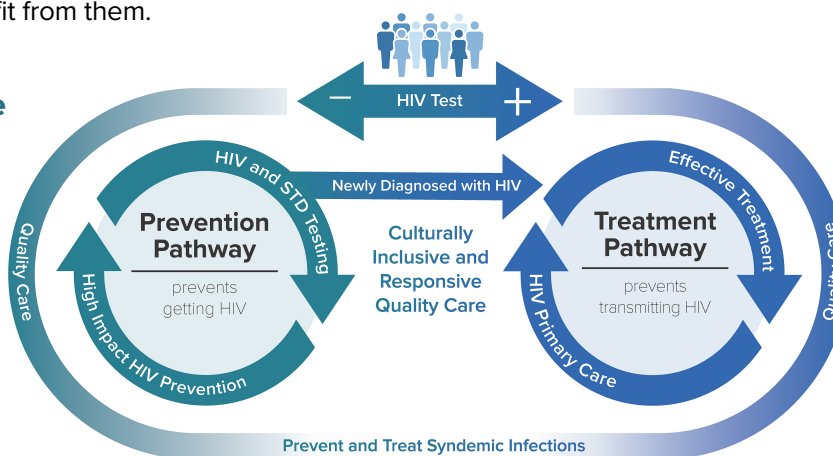 fit from them.
e
− HIV Test +
HIV and STD Testing
Newly Diagnosed with HIV
Effective Treatment
Prevention
Pathway
prevents
getting HIV
High Impact HIV Prevention
Quality Care
Culturally
Inclusive and
Responsive
Quality Care
Treatment
Pathway
prevents
transmitting HIV
HIV Primary Care
Quality Care
Prevent and Treat Syndemic Infections